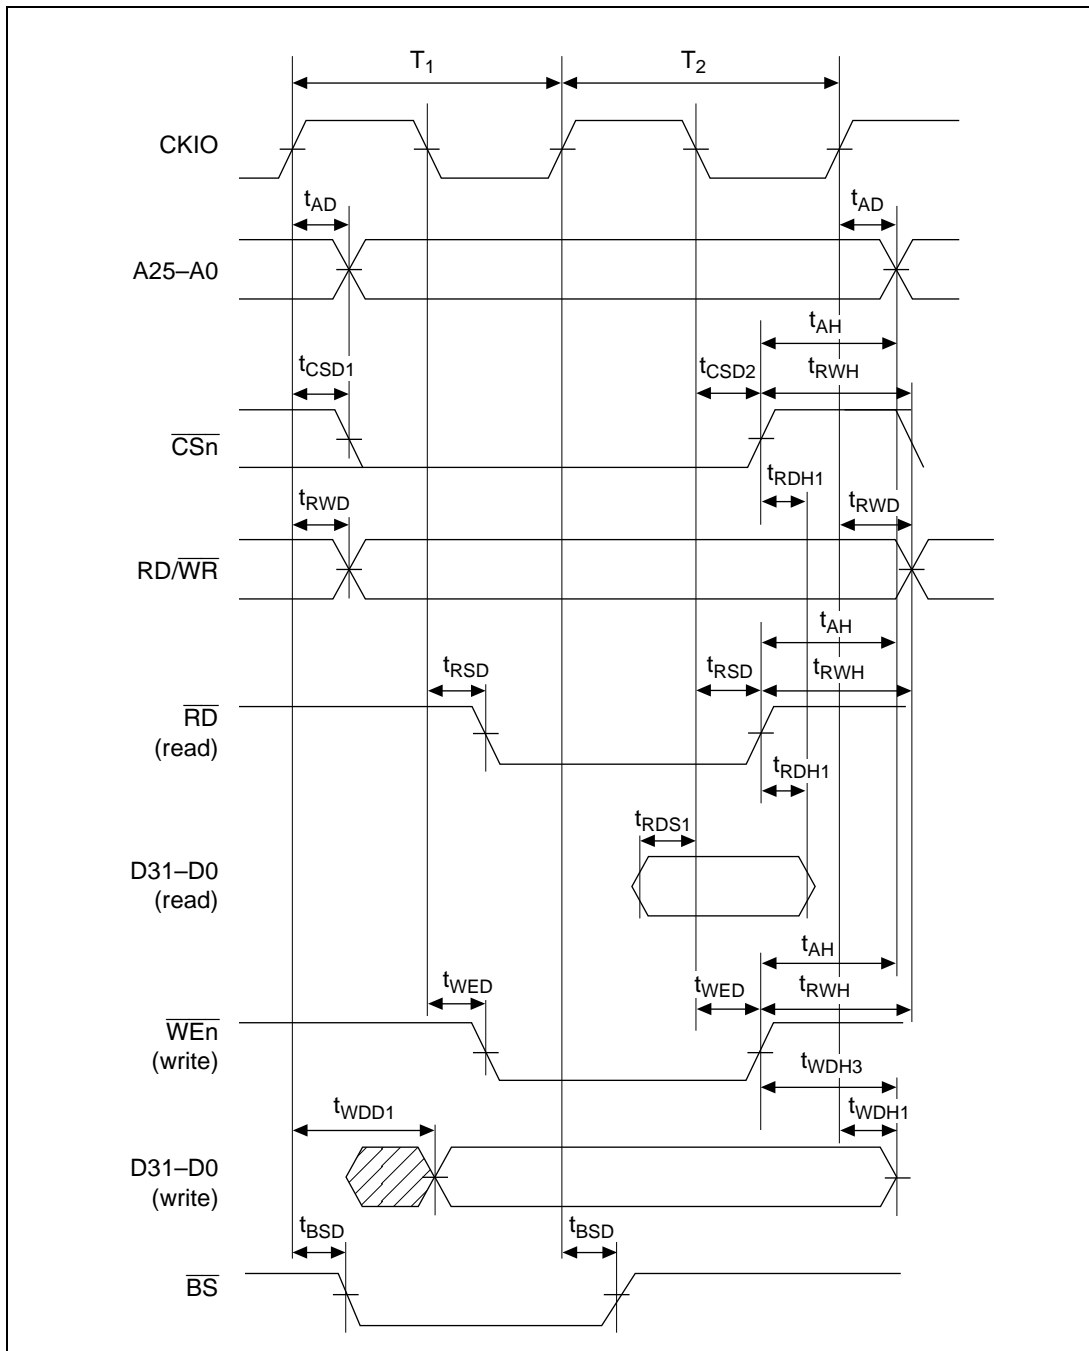 T1 T2
CKIO
tAD tAD
A25–A0
tAH
tCSD1 tCSD2 tRWH
CSn
tRDH1
tRWD tRWD
RD/WR
tAH
tRSD tRSD tRWH
RD
(read)
tRDH1
tRDS1
D31–D0
(read)
tAH
tWED tWED tRWH
WEn
(write)
tWDH3
tWDD1 tWDH1
D31–D0
(write)
tBSD tBSD
BS